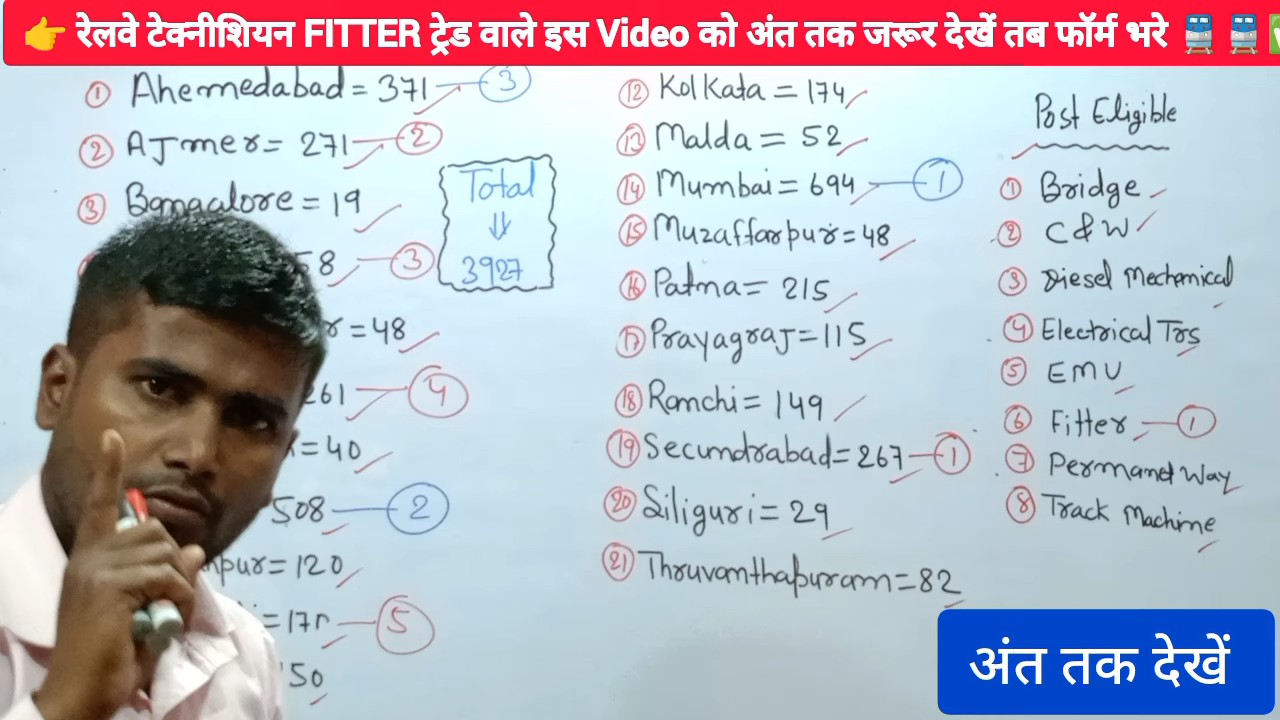 👉 रेलवे टेक्नीशियन FITTER ट्रेड वाले इस Video को अंत तक जरूर देखें तब फॉर्म भरे 🚆 🚆 ✅
① Ahemedabad = 371 — ③
② AJmer = 271 — ②
③ Bangalore = 19
58 — ③
r = 48
261 — ④
= 40
508 — ②
pur = 120
= 17 — ⑤
50
Total
⇓
3927
⑫ Kolkata = 174
⑬ Malda = 52
⑭ Mumbai = 694 — ①
⑮ Muzaffarpur = 48
⑯ Patna = 215
⑰ PrayagraJ = 115
⑱ Ranchi = 149
⑲ Secundrabad = 267 — ①
⑳ Siliguri = 29
㉑ Thruvanthapuram = 82
Post Eligible
① Bridge
② C & W
③ Diesel Mechanical
④ Electrical Trs
⑤ EMU
⑥ Fitter — ①
⑦ Permanet Way
⑧ Track Machine
अंत तक देखें